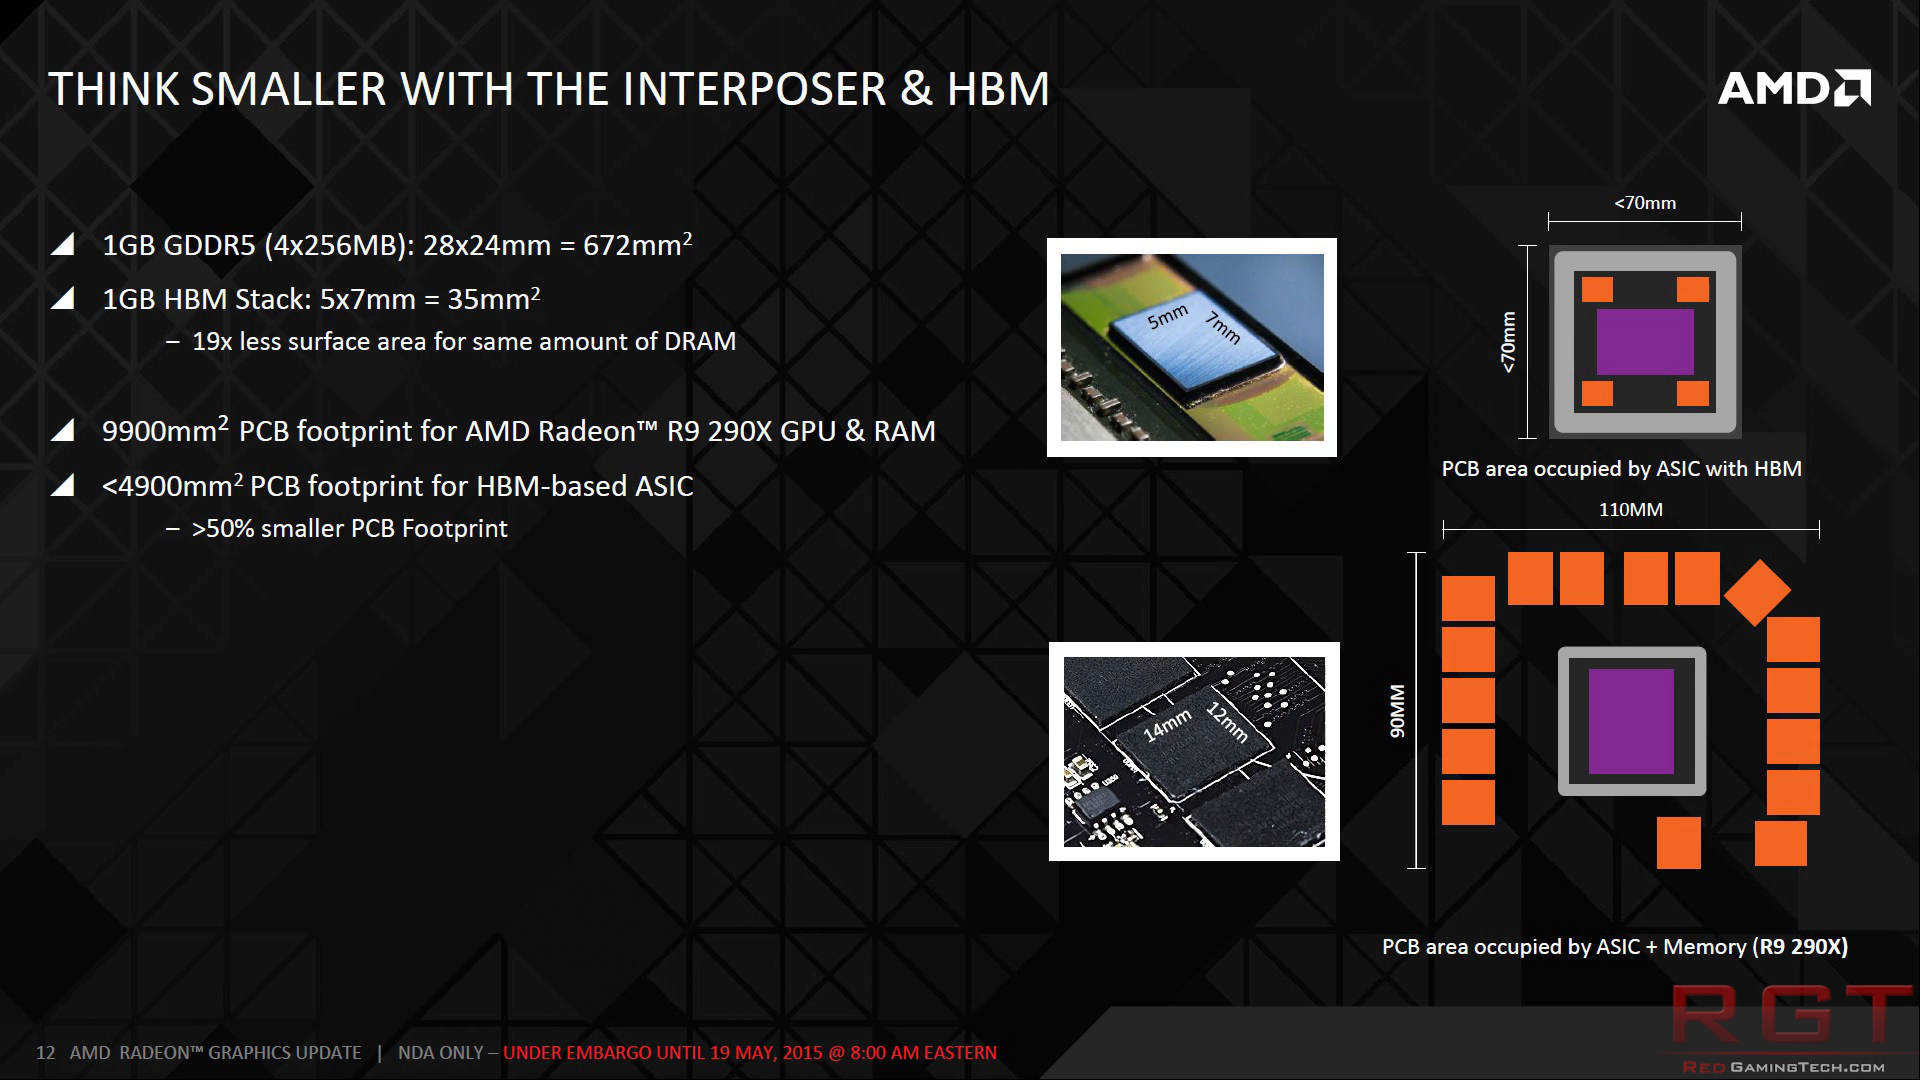 THINK SMALLER WITH THE INTERPOSER & HBM
AMD
1GB GDDR5 (4x256MB): 28x24mm = 672mm²
1GB HBM Stack: 5x7mm = 35mm²
– 19x less surface area for same amount of DRAM
9900mm² PCB footprint for AMD Radeon™ R9 290X GPU & RAM
<4900mm² PCB footprint for HBM-based ASIC
– >50% smaller PCB Footprint
5mm
7mm
<70mm
<70mm
PCB area occupied by ASIC with HBM
110MM
90MM
14mm
12mm
PCB area occupied by ASIC + Memory (R9 290X)
12 AMD RADEON™ GRAPHICS UPDATE | NDA ONLY – UNDER EMBARGO UNTIL 19 MAY, 2015 @ 8:00 AM EASTERN
RGT
REDGAMINGTECH.COM